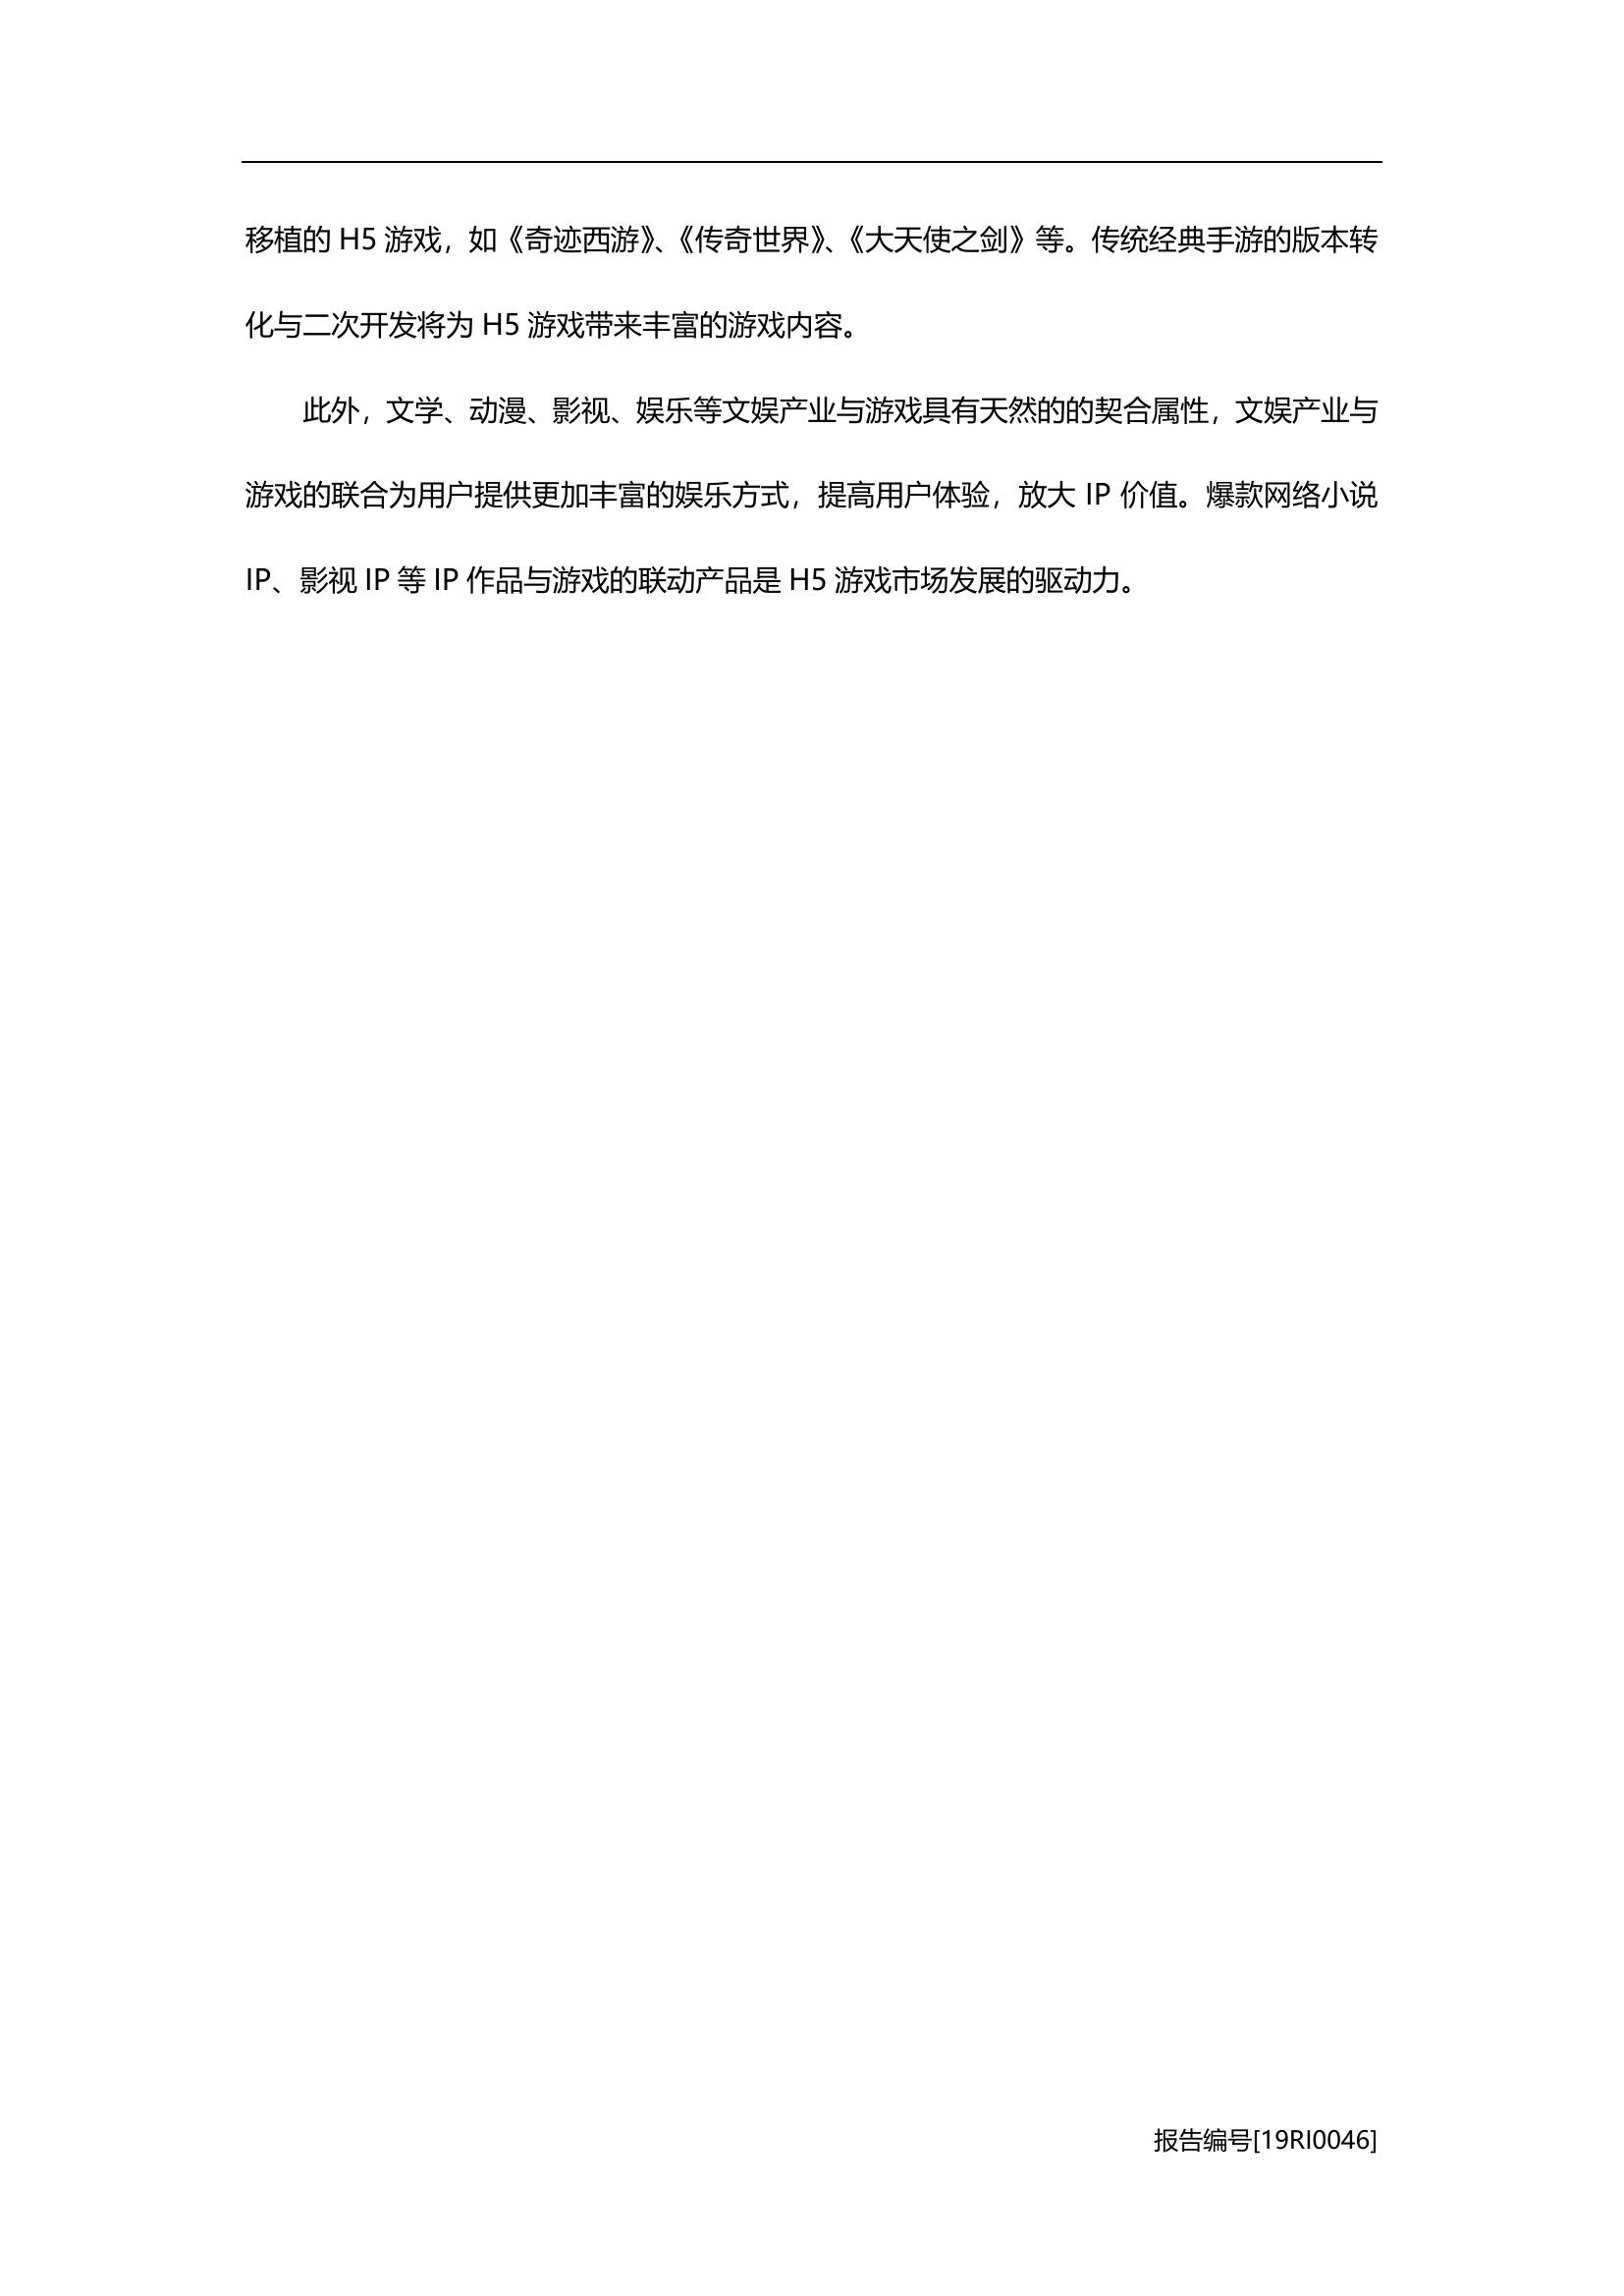 移植的 H5 游戏，如《奇迹西游》、《传奇世界》、《大天使之剑》等。传统经典手游的版本转
化与二次开发将为 H5 游戏带来丰富的游戏内容。
此外，文学、动漫、影视、娱乐等文娱产业与游戏具有天然的的契合属性，文娱产业与
游戏的联合为用户提供更加丰富的娱乐方式，提高用户体验，放大 IP 价值。爆款网络小说
IP、影视 IP 等 IP 作品与游戏的联动产品是 H5 游戏市场发展的驱动力。
报告编号[19RI0046]